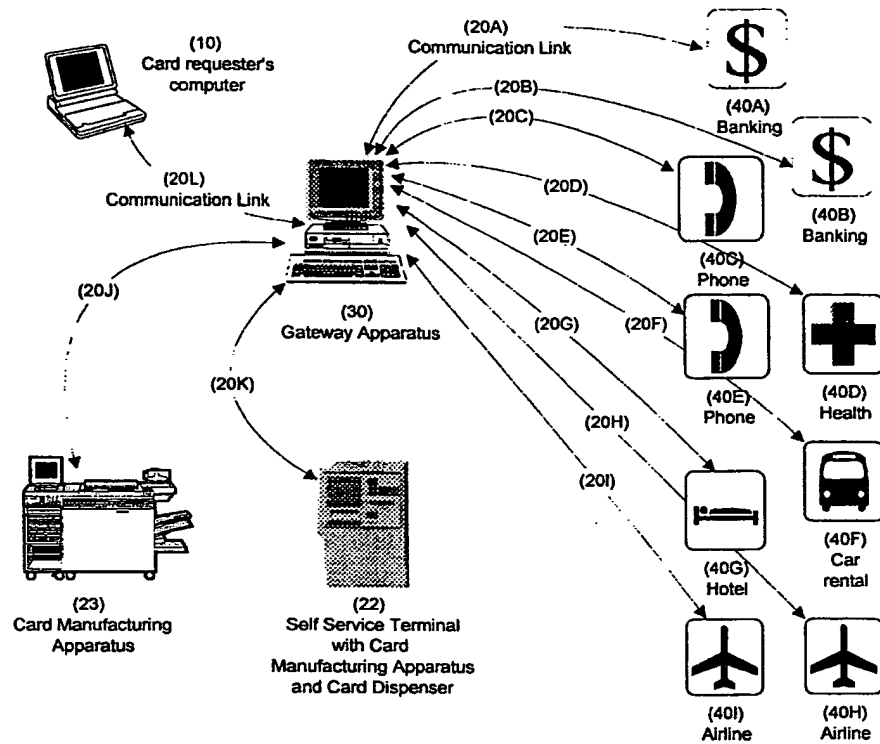 (10)
Card requester's
computer
(20A)
Communication Link
(20B)
(20C)
$
(40A)
Banking
$
(40B)
Banking
(20L)
Communication Link
(20D)
(20E)
(40C)
Phone
(20J)
(30)
Gateway Apparatus
(20G)
(20F)
(20K)
(40E)
Phone
(40D)
Health
(20H)
(20I)
(40G)
Hotel
(40F)
Car
rental
(23)
Card Manufacturing
Apparatus
(22)
Self Service Terminal
with Card
Manufacturing Apparatus
and Card Dispenser
(40I)
Airline
(40H)
Airline